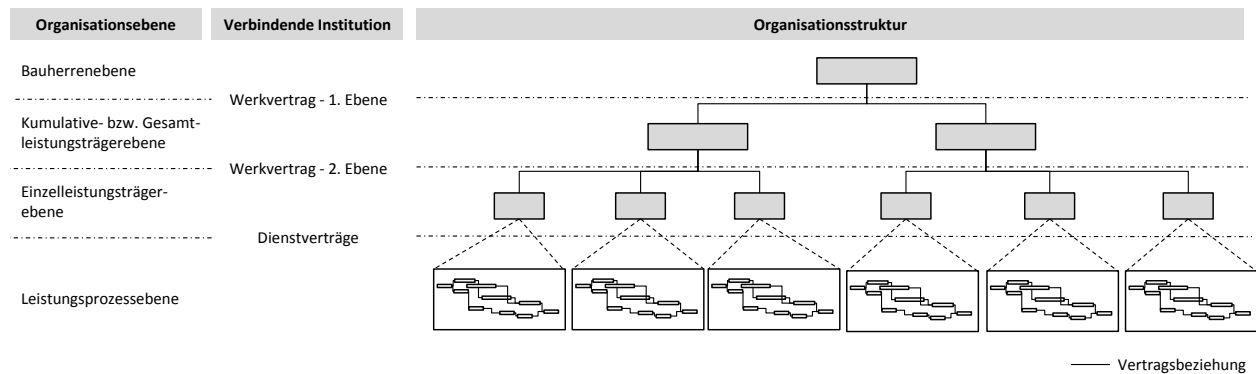 Organisationsebene
Verbindende Institution
Organisationsstruktur
Bauherrenebene
Werkvertrag - 1. Ebene
Kumulative- bzw. Gesamt-
leistungsträgerebene
Werkvertrag - 2. Ebene
Einzelleistungsträger-
ebene
Dienstverträge
Leistungsprozessebene
Vertragsbeziehung